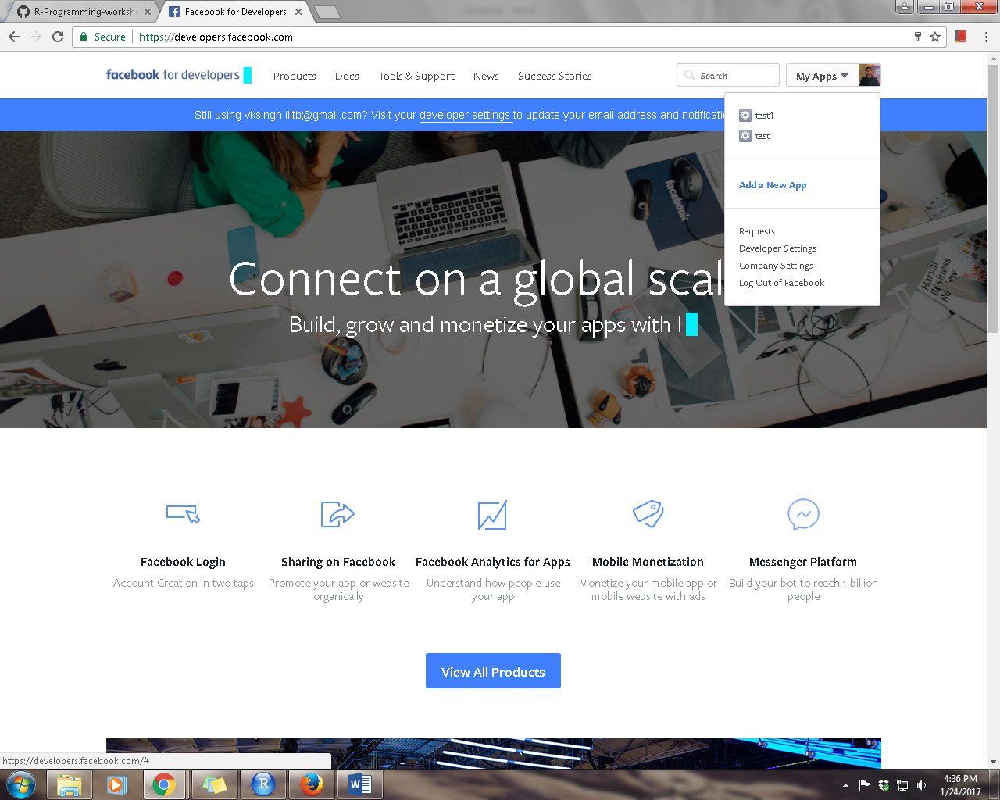 R-Programming-worksh
Facebook for Developers
Secure
https://developers.facebook.com
facebook for developers
Products
Docs
Tools & Support
News
Success Stories
Search
My Apps
Still using vksingh.iiitb@gmail.com? Visit your developer settings to update your email address and notificati
test1
test
Add a New App
Requests
Developer Settings
Company Settings
Log Out of Facebook
Connect on a global scal
Build, grow and monetize your apps with l
facebook
Facebook Login
Account Creation in two taps
Sharing on Facebook
Promote your app or website
organically
Facebook Analytics for Apps
Understand how people use
your app
Mobile Monetization
Monetize your mobile app or
mobile website with ads
Messenger Platform
Build your bot to reach 1 billion
people
View All Products
https://developers.facebook.com/#
4:36 PM
1/24/2017